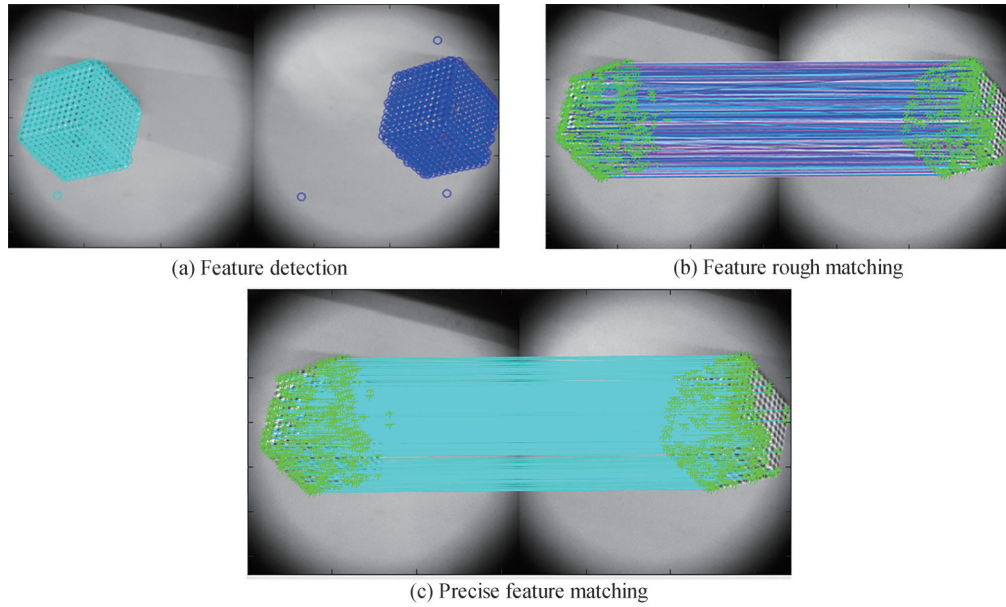 (a) Feature detection
(b) Feature rough matching
(c) Precise feature matching